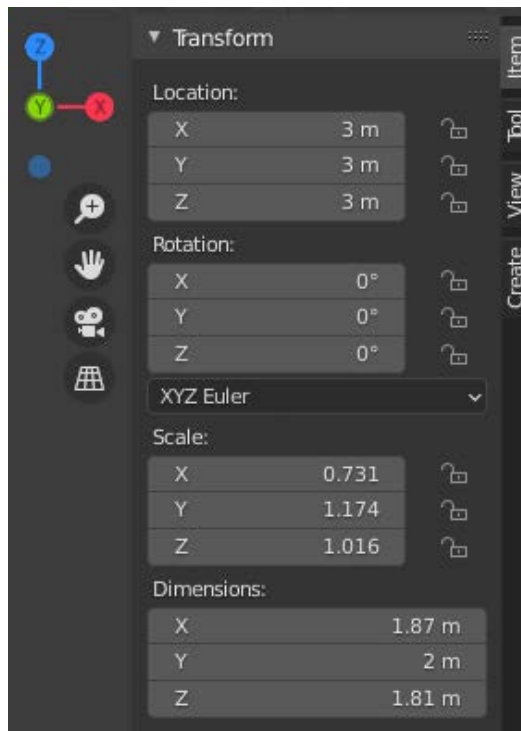 Z
Y
X
Transform
Location:
X 3 m
Y 3 m
Z 3 m
Rotation:
X 0°
Y 0°
Z 0°
XYZ Euler
Scale:
X 0.731
Y 1.174
Z 1.016
Dimensions:
X 1.87 m
Y 2 m
Z 1.81 m
Item
Tool
View
Create